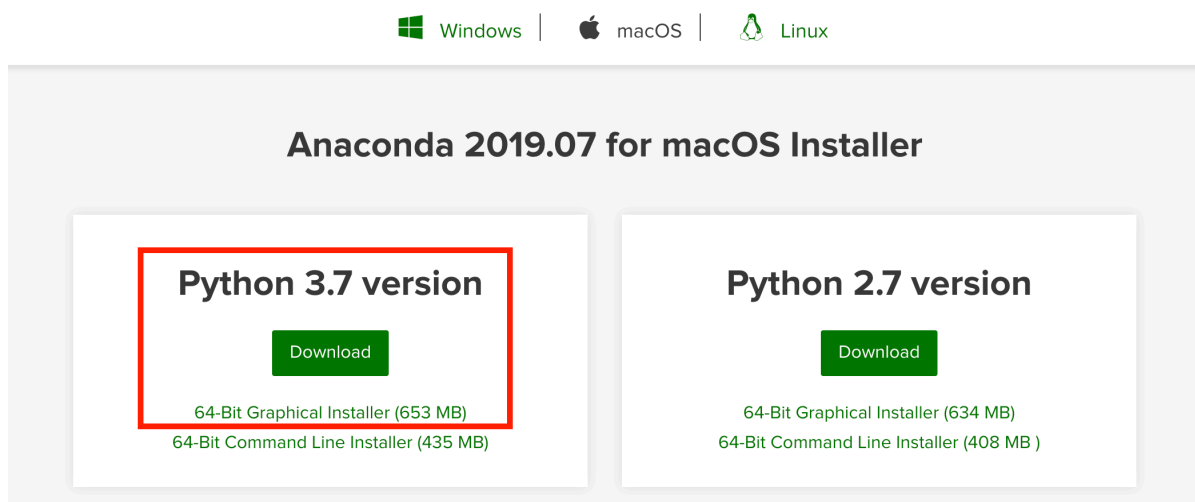 Windows | macOS | Linux
Anaconda 2019.07 for macOS Installer
Python 3.7 version
Download
64-Bit Graphical Installer (653 MB)
64-Bit Command Line Installer (435 MB)
Python 2.7 version
Download
64-Bit Graphical Installer (634 MB)
64-Bit Command Line Installer (408 MB )